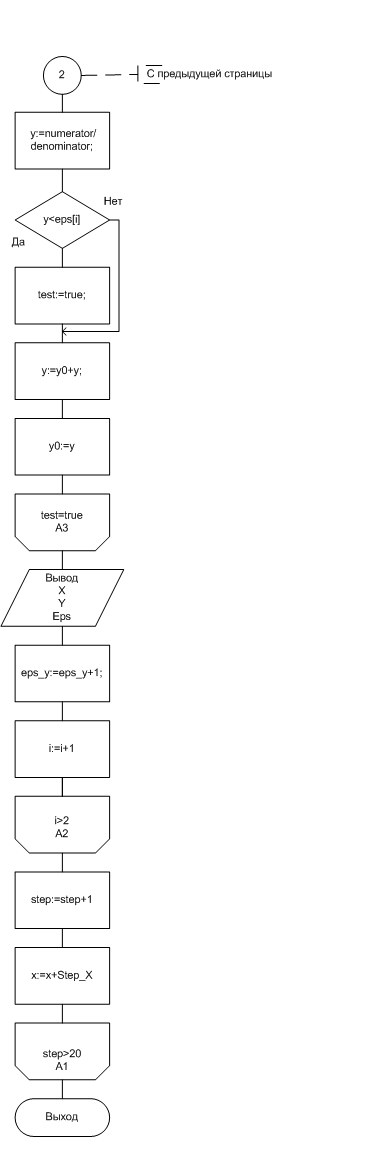 2
С предыдущей страницы
y:=numerator/
denominator;
Нет
y<eps[i]
Да
test:=true;
y:=y0+y;
y0:=y
test=true
A3
Вывод
X
Y
Eps
eps_y:=eps_y+1;
i:=i+1
i>2
A2
step:=step+1
x:=x+Step_X
step>20
A1
Выход